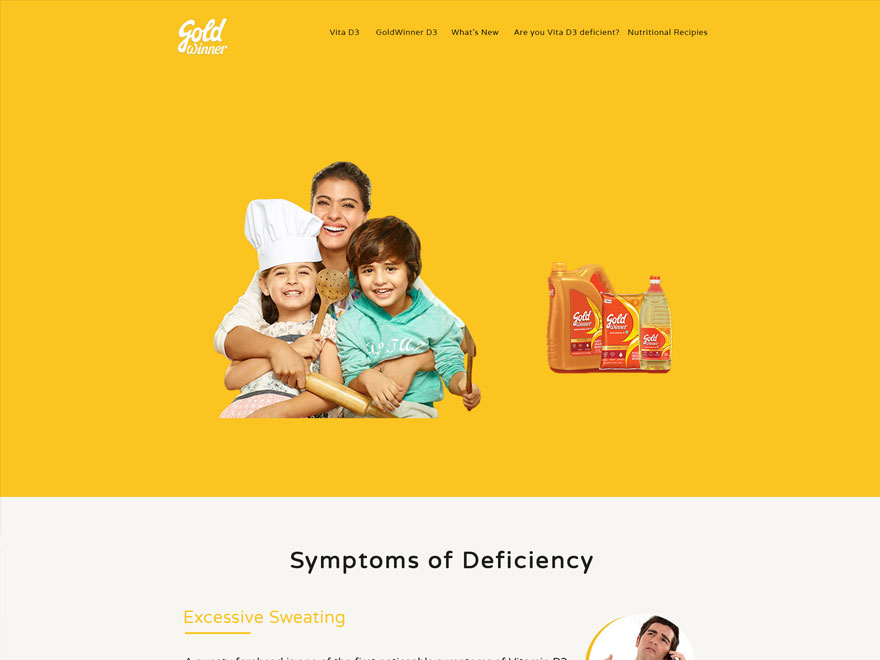 Gold
Winner
Vita D3 GoldWinner D3 What's New Are you Vita D3 deficient? Nutritional Recipies
Gold
Winner
Gold
Winner
Gold
Winner
Symptoms of Deficiency
Excessive Sweating
A sweaty forehead is one of the first noticeable symptoms of Vitamin D3